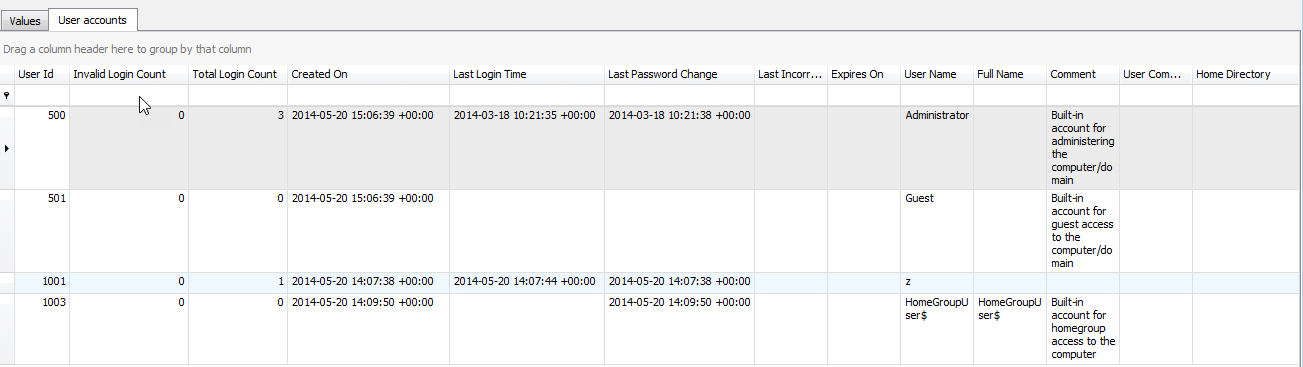 Values User accounts
Drag a column header here to group by that column
User Id Invalid Login Count Total Login Count Created On Last Login Time Last Password Change Last Incorr... Expires On User Name Full Name Comment User Com... Home Directory
500 0 3 2014-05-20 15:06:39 +00:00 2014-03-18 10:21:35 +00:00 2014-03-18 10:21:38 +00:00 Administrator Built-in
account for
administering
the
computer/do
main
501 0 0 2014-05-20 15:06:39 +00:00 Guest Built-in
account for
guest access
to the
computer/do
main
1001 0 1 2014-05-20 14:07:38 +00:00 2014-05-20 14:07:44 +00:00 2014-05-20 14:07:38 +00:00 z
1003 0 0 2014-05-20 14:09:50 +00:00 2014-05-20 14:09:50 +00:00 HomeGroupU HomeGroupU Built-in
ser$ ser$ account for
homegroup
access to the
computer